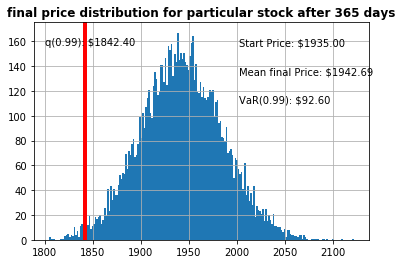 final price distribution for particular stock after 365 days
q(0.99): $1842.40
Start Price: $1935.00
Mean final Price: $1942.69
VaR(0.99): $92.60
160
140
120
100
80
60
40
20
0
1800 1850 1900 1950 2000 2050 2100